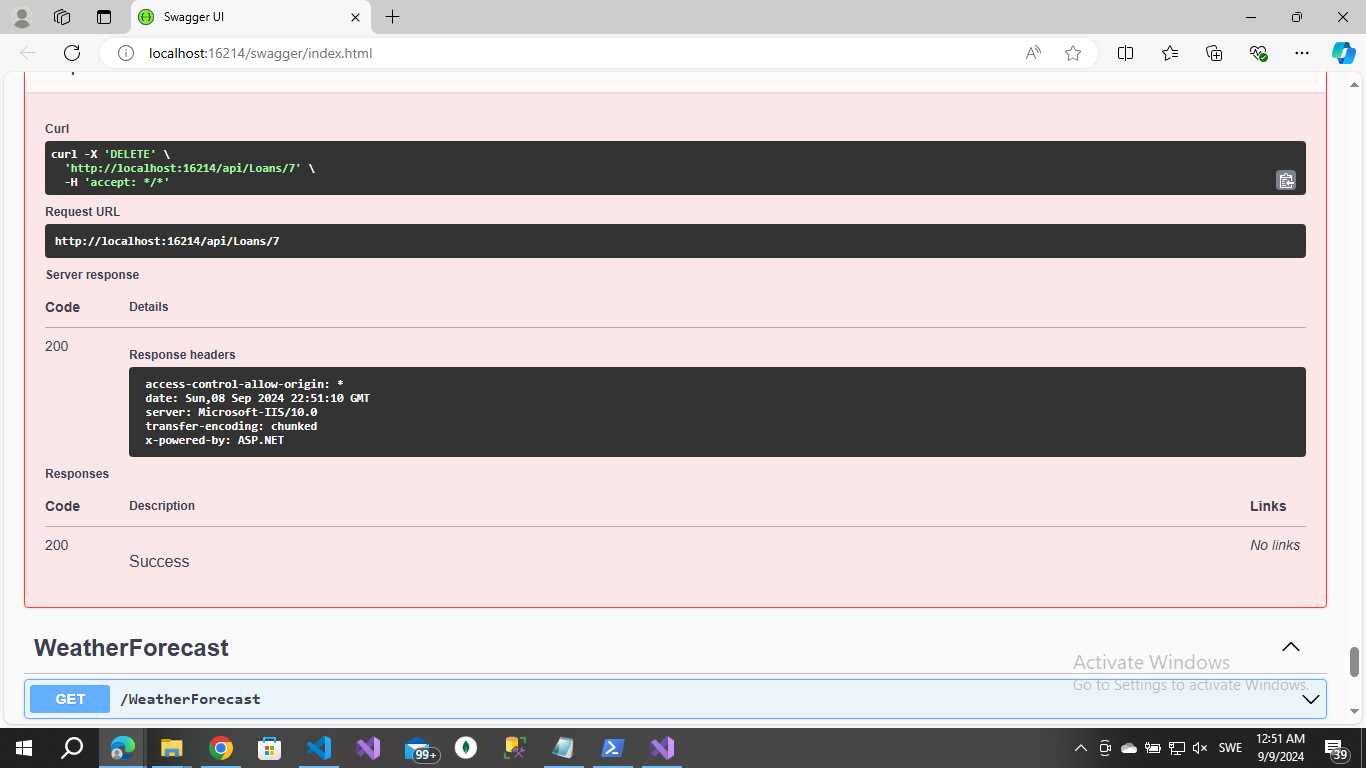 Swagger UI
localhost:16214/swagger/index.html
Curl
curl -X 'DELETE' \
'http://localhost:16214/api/Loans/7' \
-H 'accept: */*'
Request URL
http://localhost:16214/api/Loans/7
Server response
Code Details
200
Response headers
access-control-allow-origin: *
date: Sun,08 Sep 2024 22:51:10 GMT
server: Microsoft-IIS/10.0
transfer-encoding: chunked
x-powered-by: ASP.NET
Responses
Code Description Links
200 No links
Success
WeatherForecast
Activate Windows
Go to Settings to activate Windows.
GET /WeatherForecast
99+
SWE
12:51 AM
9/9/2024
39